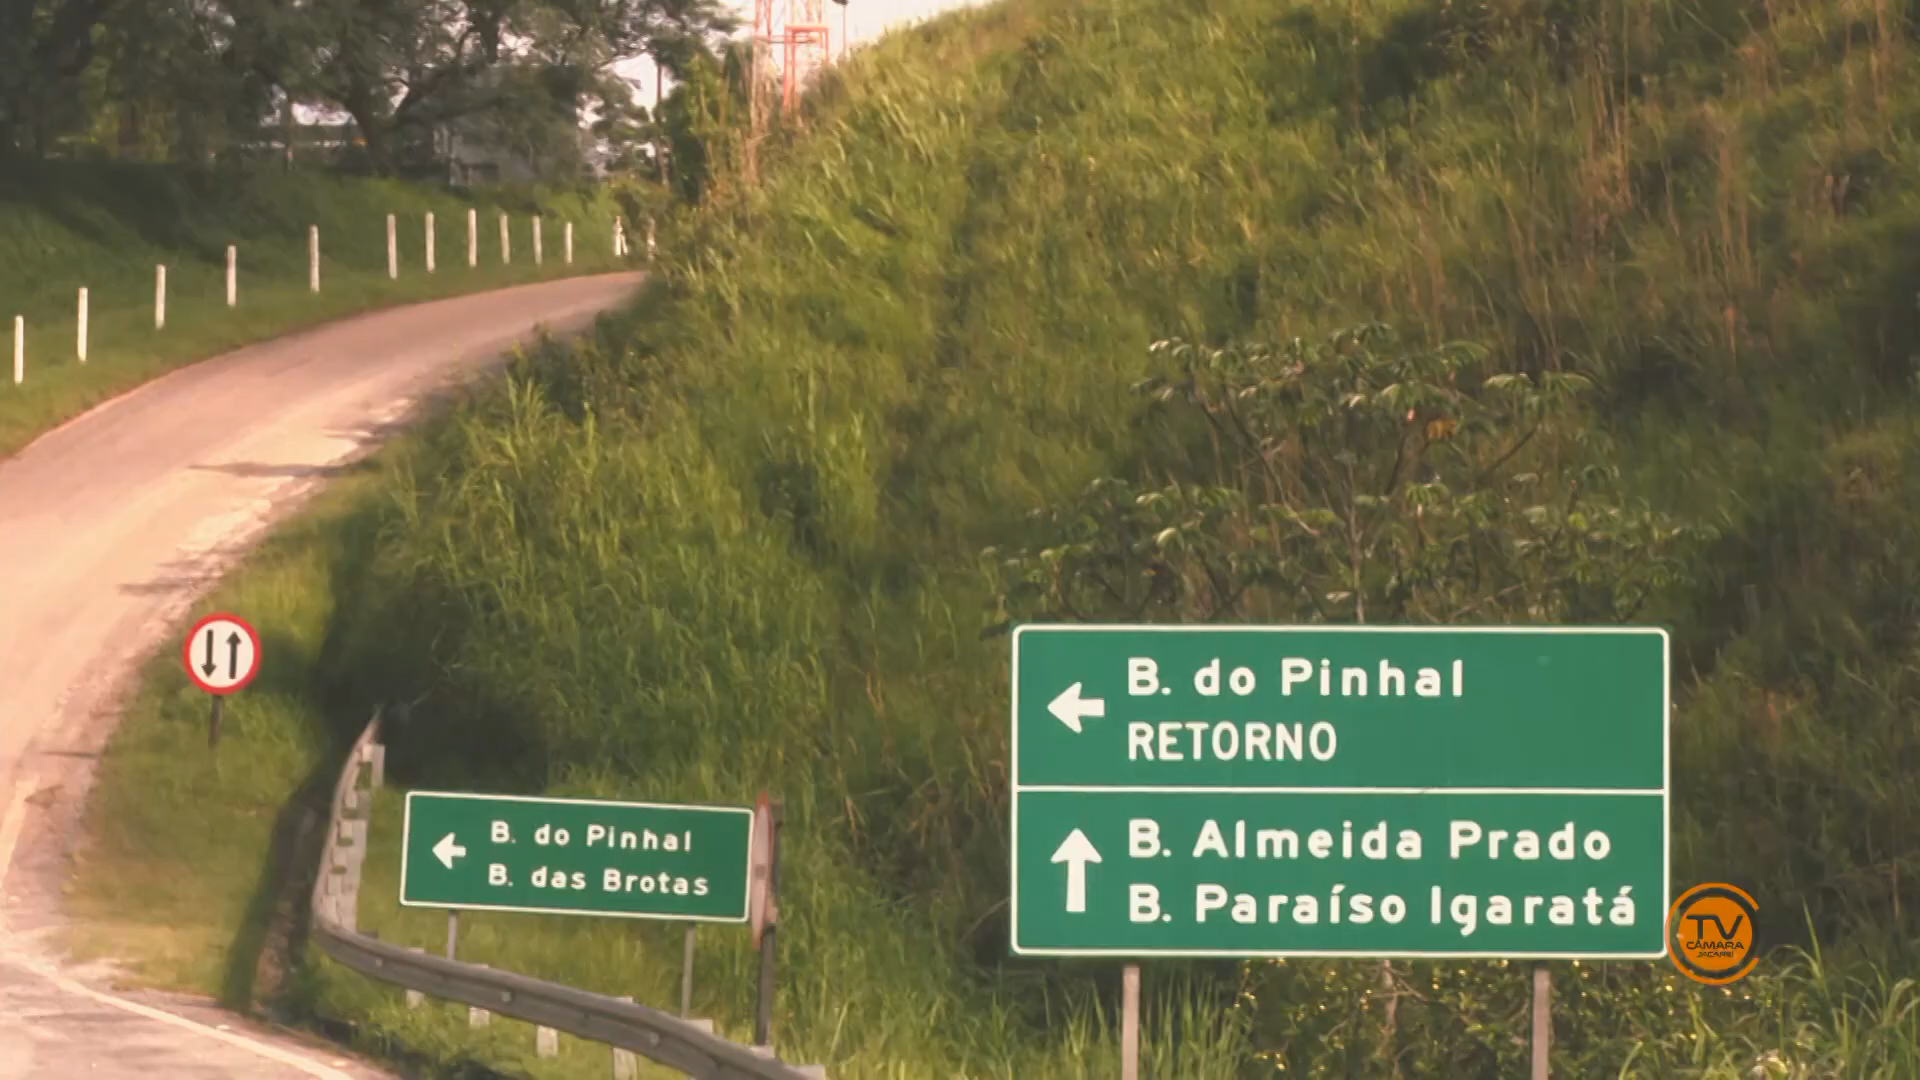 B. do Pinhal
RETORNO
B. Almeida Prado
B. Paraíso Igaratá
B. do Pinhal
B. das Brotas
TV
CÂMARA
JACAREÍ